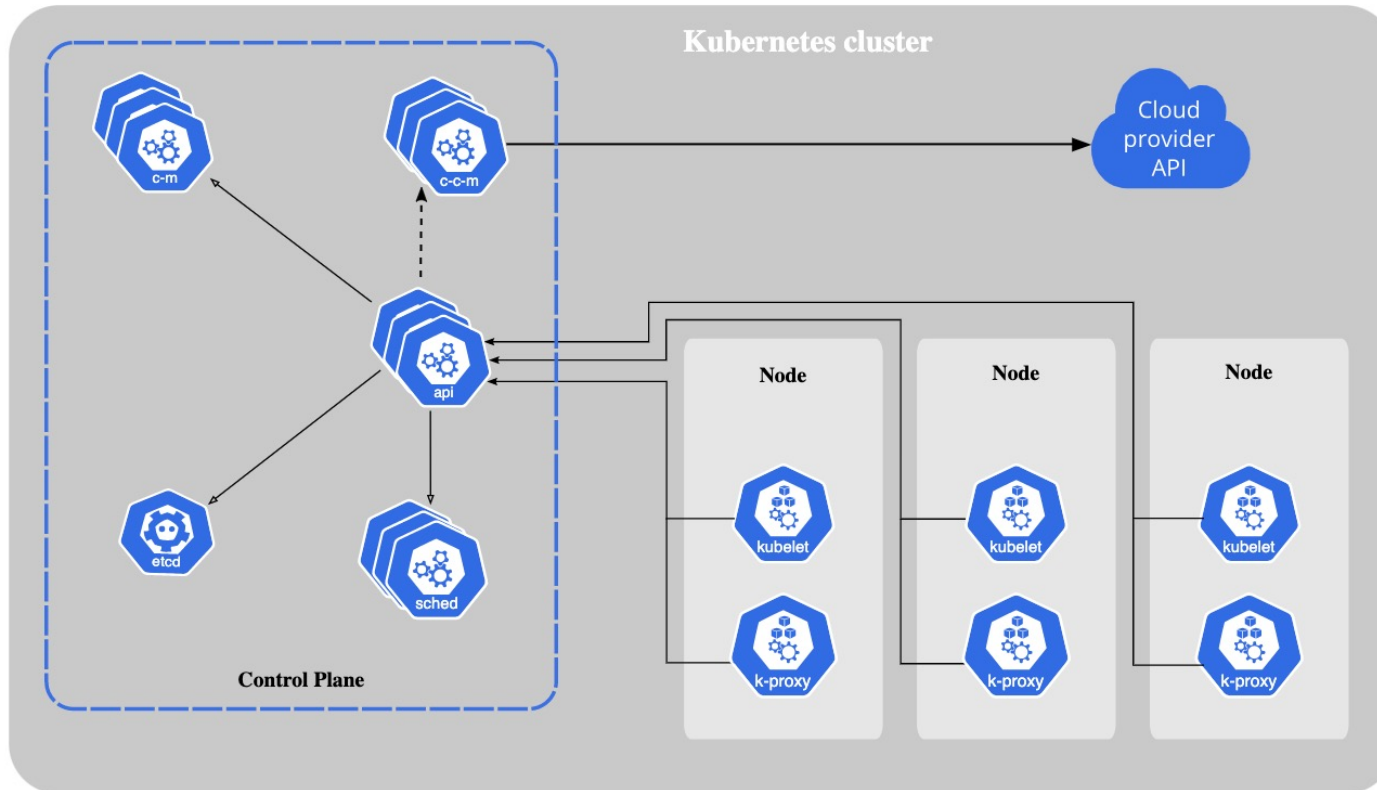 Kubernetes cluster
c-m
c-c-m
Cloud
provider
API
api
etcd
sched
Control Plane
Node
kubelet
k-proxy
Node
kubelet
k-proxy
Node
kubelet
k-proxy